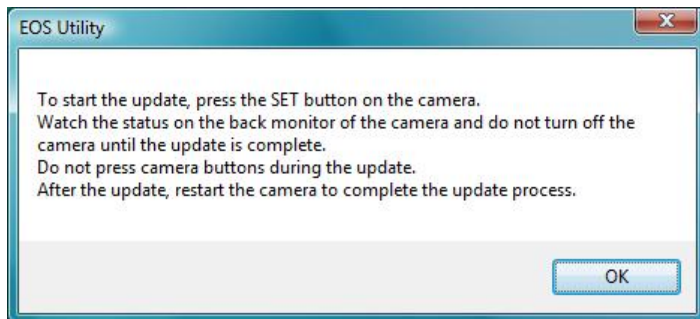 EOS Utility
To start the update, press the SET button on the camera.
Watch the status on the back monitor of the camera and do not turn off the
camera until the update is complete.
Do not press camera buttons during the update.
After the update, restart the camera to complete the update process.
OK